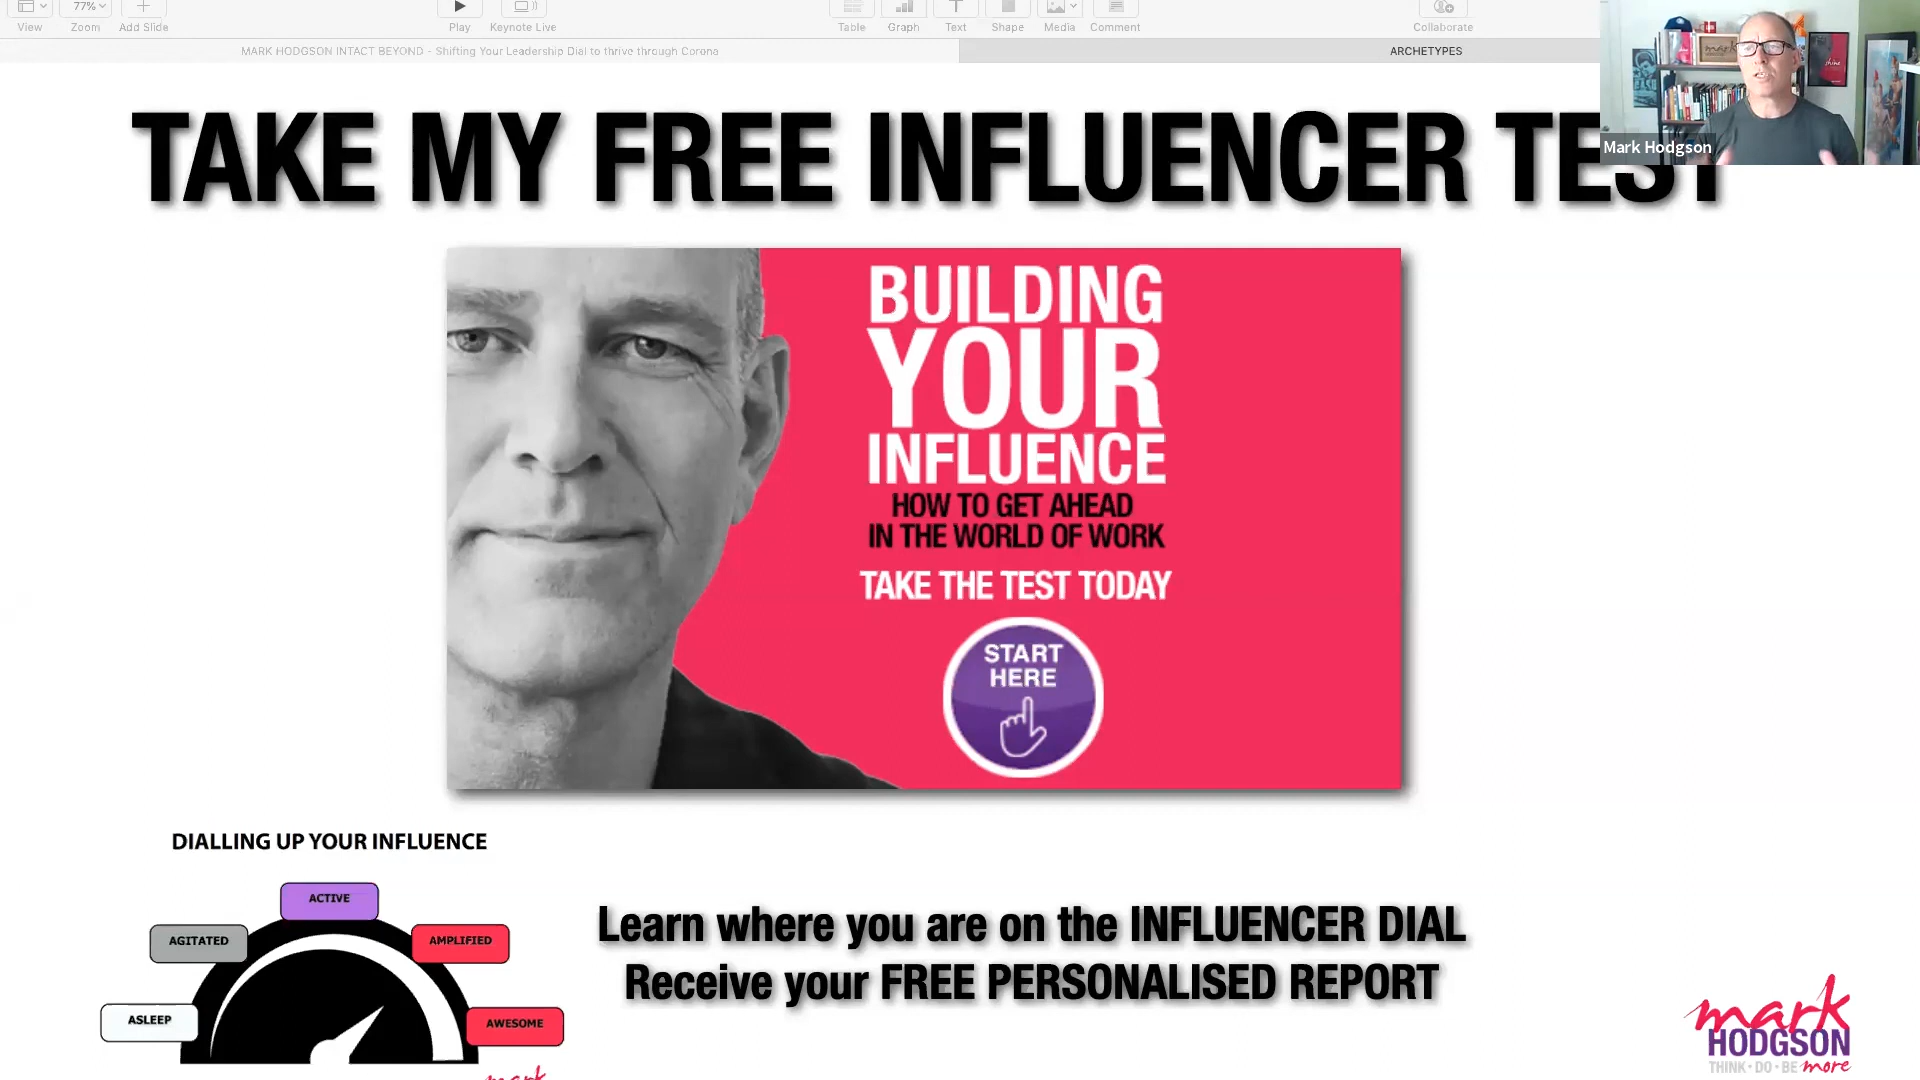 77%
View
Zoom
Add Slide
Play
Keynote Live
Table
Graph
Text
Shape
Media
Comment
Collaborate
MARK HODGSON INTACT BEYOND - Shifting Your Leadership Dial to thrive through Corona
ARCHETYPES
Mark Hodgson
TAKE MY FREE INFLUENCER TEST
BUILDING
YOUR
INFLUENCE
HOW TO GET AHEAD
IN THE WORLD OF WORK
TAKE THE TEST TODAY
START
HERE
DIALLING UP YOUR INFLUENCE
ACTIVE
AGITATED
AMPLIFIED
ASLEEP
AWESOME
Learn where you are on the INFLUENCER DIAL
Receive your FREE PERSONALISED REPORT
mark
mark
HODGSON
THINK·DO·BE more